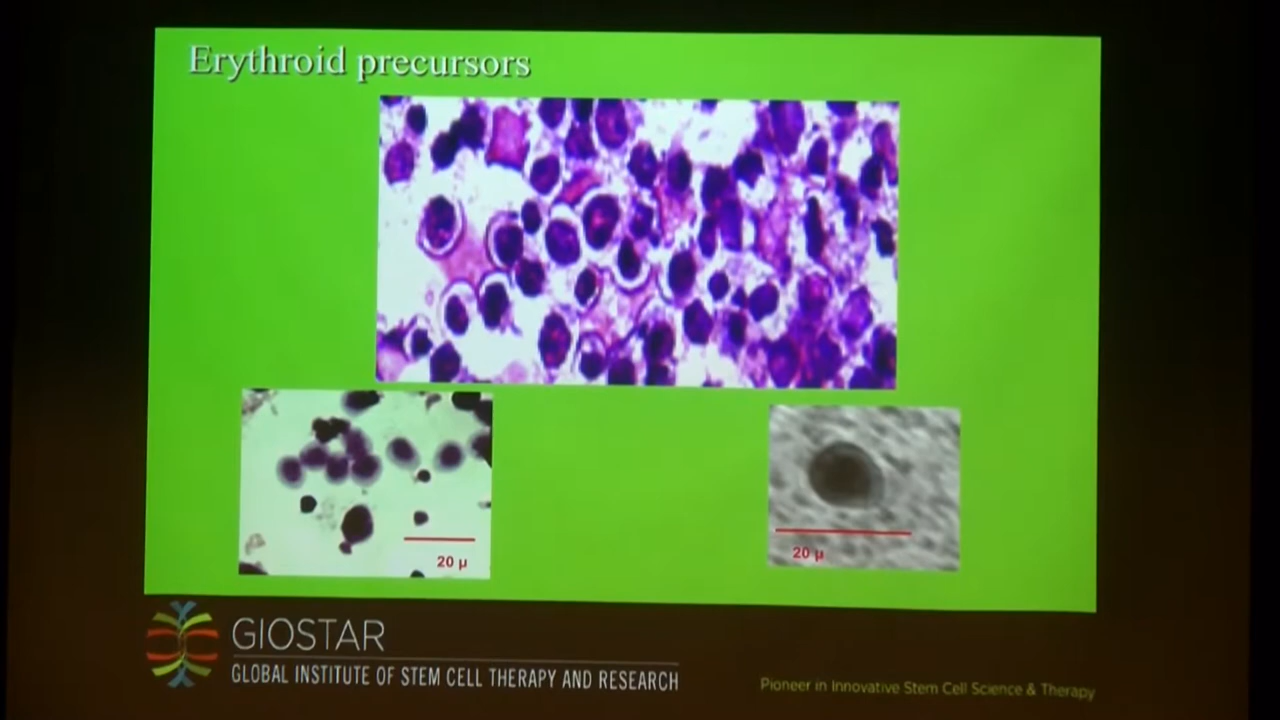 Erythroid precursors
20 µ
20 µ
GIOSTAR
GLOBAL INSTITUTE OF STEM CELL THERAPY AND RESEARCH
Pioneer in Innovative Stem Cell Science & Therapy